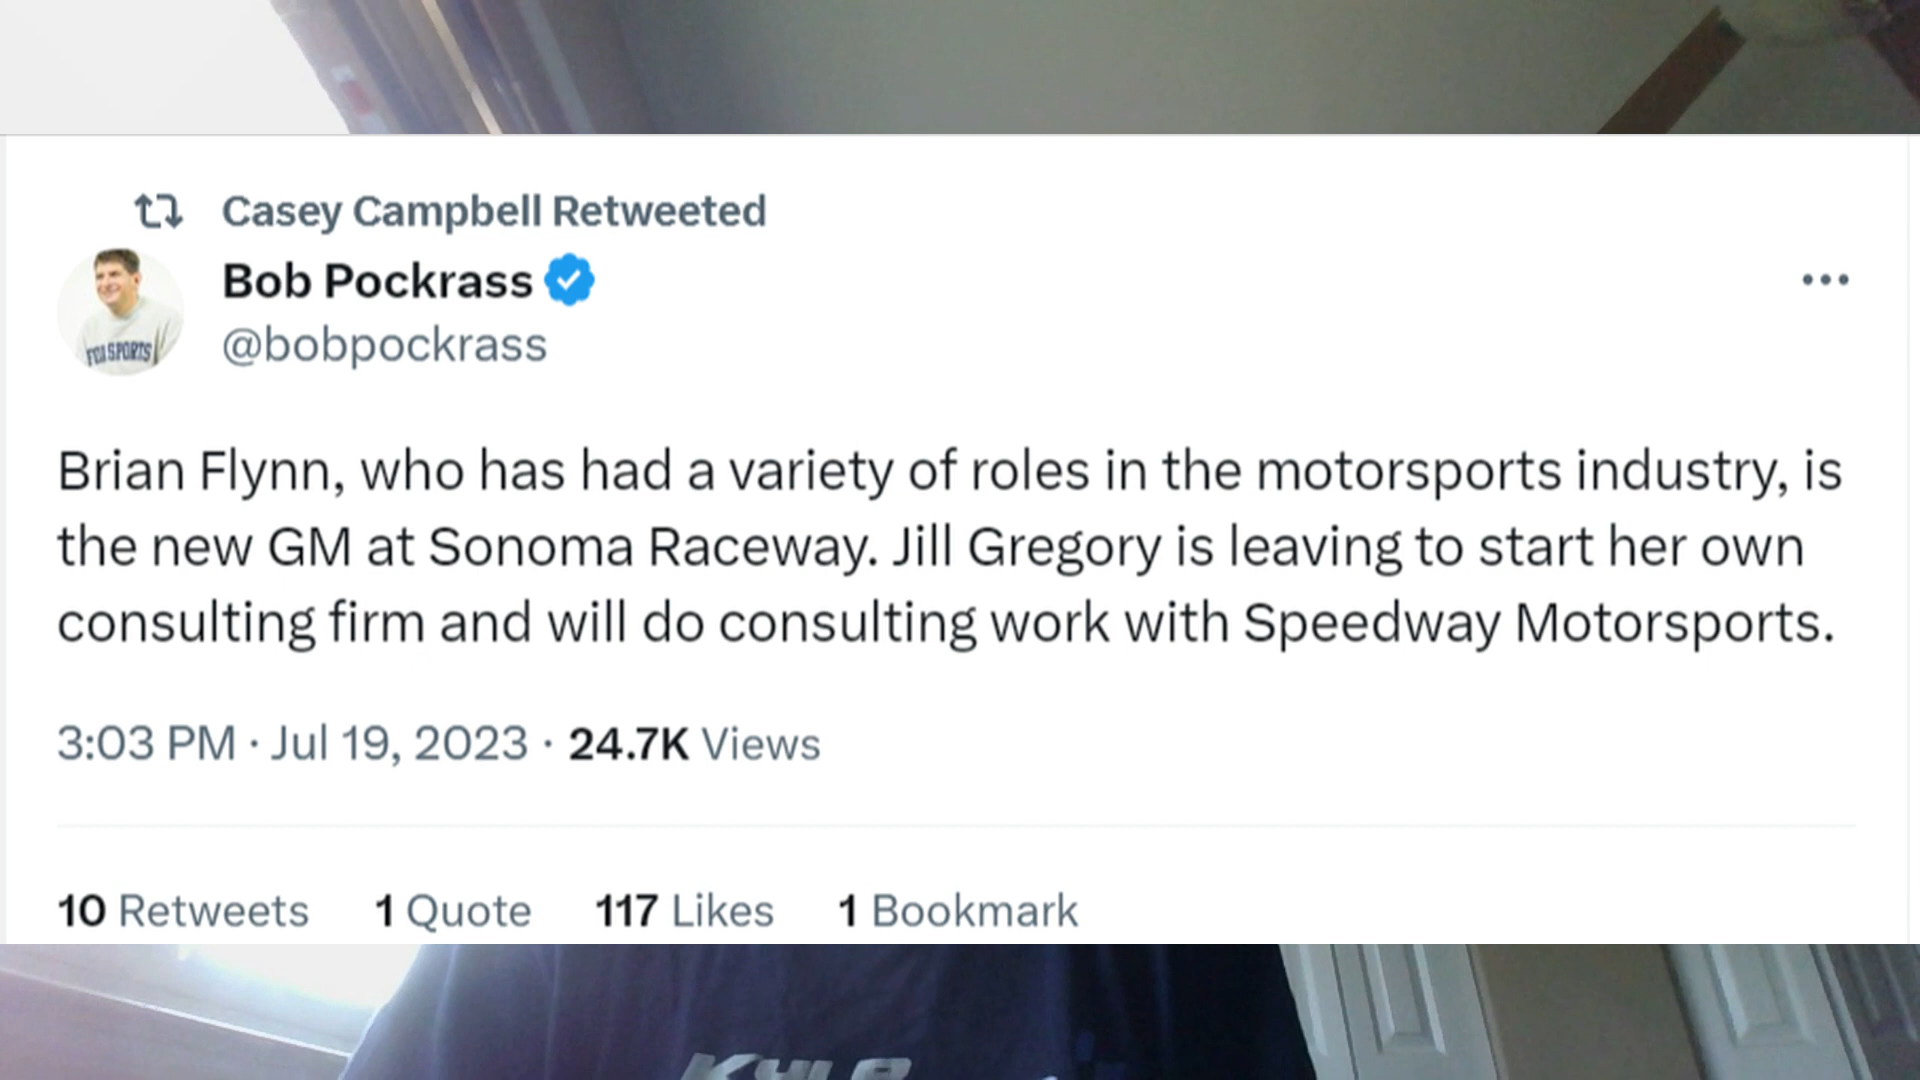 Casey Campbell Retweeted
Bob Pockrass
@bobpockrass
FOX SPORTS
Brian Flynn, who has had a variety of roles in the motorsports industry, is
the new GM at Sonoma Raceway. Jill Gregory is leaving to start her own
consulting firm and will do consulting work with Speedway Motorsports.
3:03 PM · Jul 19, 2023 · 24.7K Views
10 Retweets 1 Quote 117 Likes 1 Bookmark
KYLE